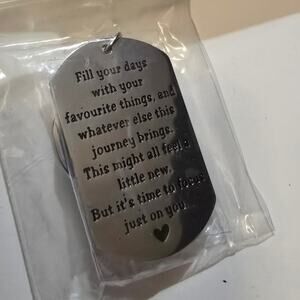 Fill your days
with your
favourite things, and
whatever else this
journey brings.
This might all feel a
little new.
But it's time to focus
just on you